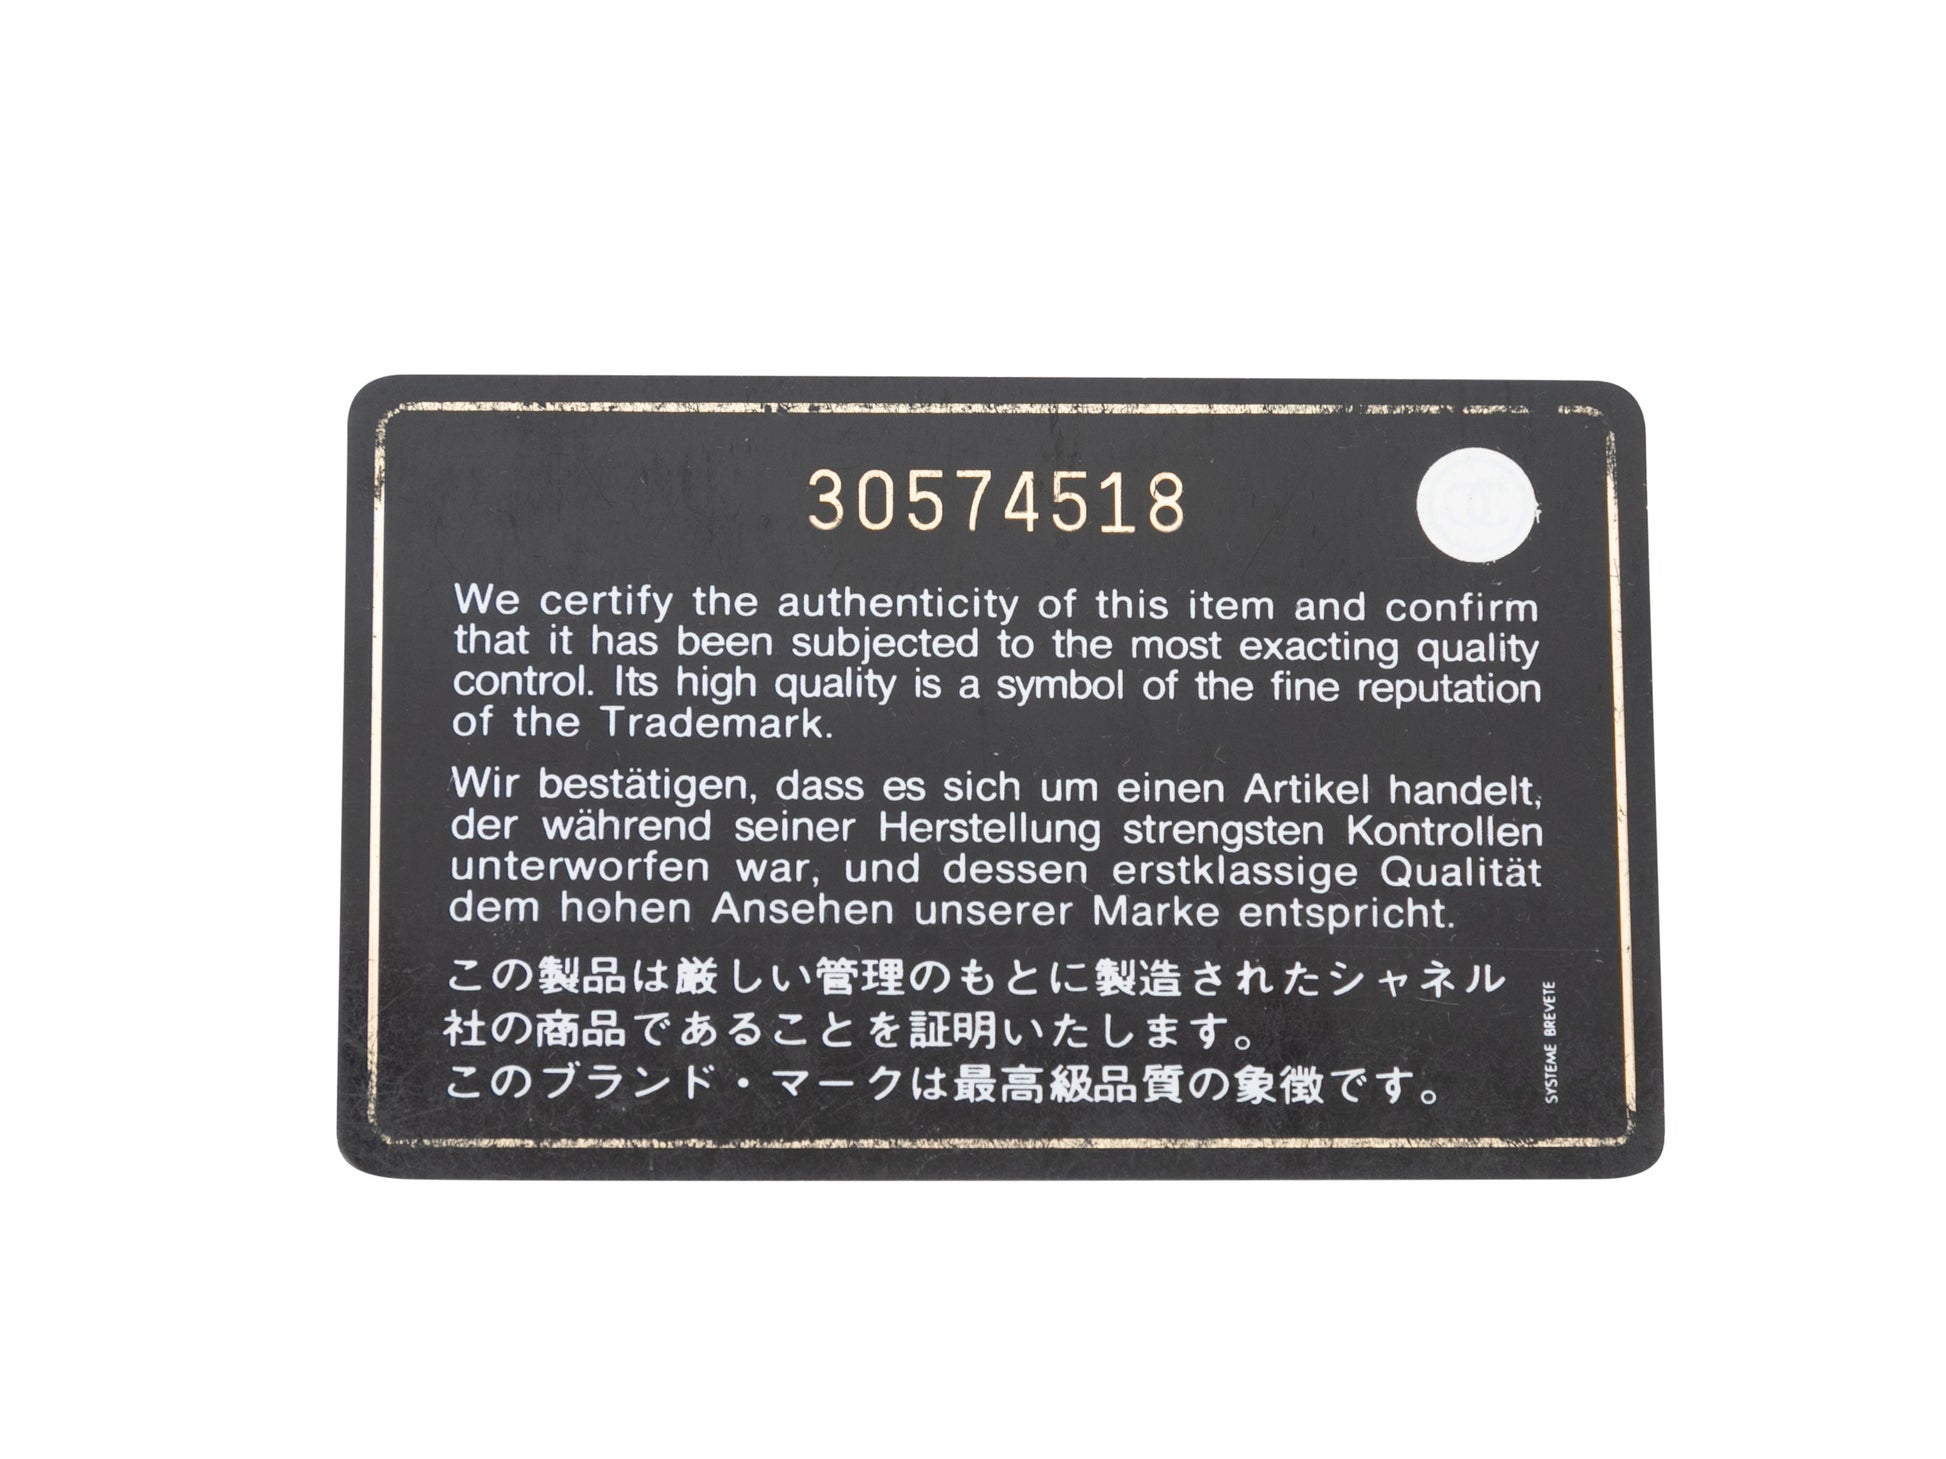 30574518
We certify the authenticity of this item and confirm
that it has been subjected to the most exacting quality
control. Its high quality is a symbol of the fine reputation
of the Trademark.
Wir bestätigen, dass es sich um einen Artikel handelt,
der während seiner Herstellung strengsten Kontrollen
unterworfen war, und dessen erstklassige Qualität
dem hohen Ansehen unserer Marke entspricht.
この製品は厳しい管理のもとに製造されたシャネル
社の商品であることを証明いたします。
このブランド・マークは最高級品質の象徴です。
SYSTEME BREVETE